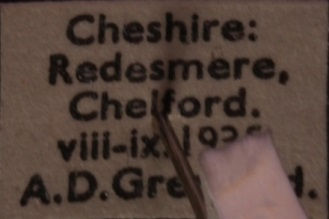 Cheshire:
Redesmere,
Chelford.
viii-ix.
A.D.